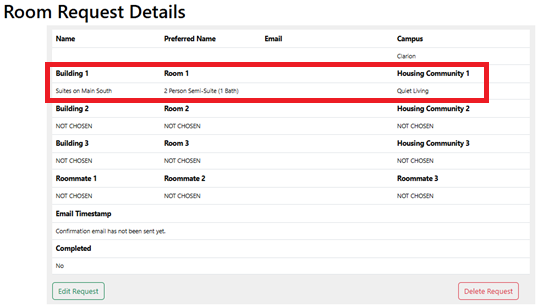 Room Request Details
Name Preferred Name Email Campus
Clarion
Building 1 Room 1 Housing Community 1
Suites on Main South 2 Person Semi-Suite (1 Bath) Quiet Living
Building 2 Room 2 Housing Community 2
NOT CHOSEN NOT CHOSEN NOT CHOSEN
Building 3 Room 3 Housing Community 3
NOT CHOSEN NOT CHOSEN NOT CHOSEN
Roommate 1 Roommate 2 Roommate 3
NOT CHOSEN NOT CHOSEN NOT CHOSEN
Email Timestamp
Confirmation email has not been sent yet.
Completed
No
Edit Request Delete Request